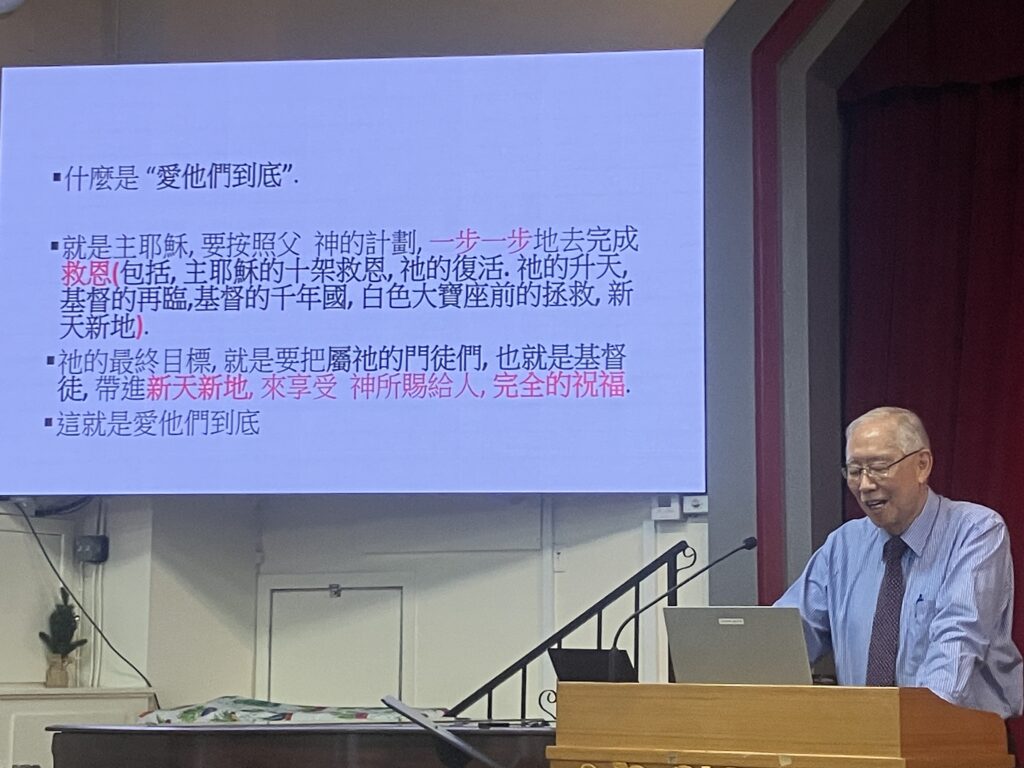 ▪什麼是 “愛他們到底”.
▪就是主耶穌, 要按照父 神的計劃, 一步一步地去完成
救恩(包括, 主耶穌的十架救恩, 祂的復活. 祂的升天,
基督的再臨,基督的千年國, 白色大寶座前的拯救, 新
天新地).
▪祂的最終目標, 就是要把屬祂的門徒們, 也就是基督
徒, 帶進新天新地, 來享受 神所賜給人, 完全的祝福.
▪這就是愛他們到底